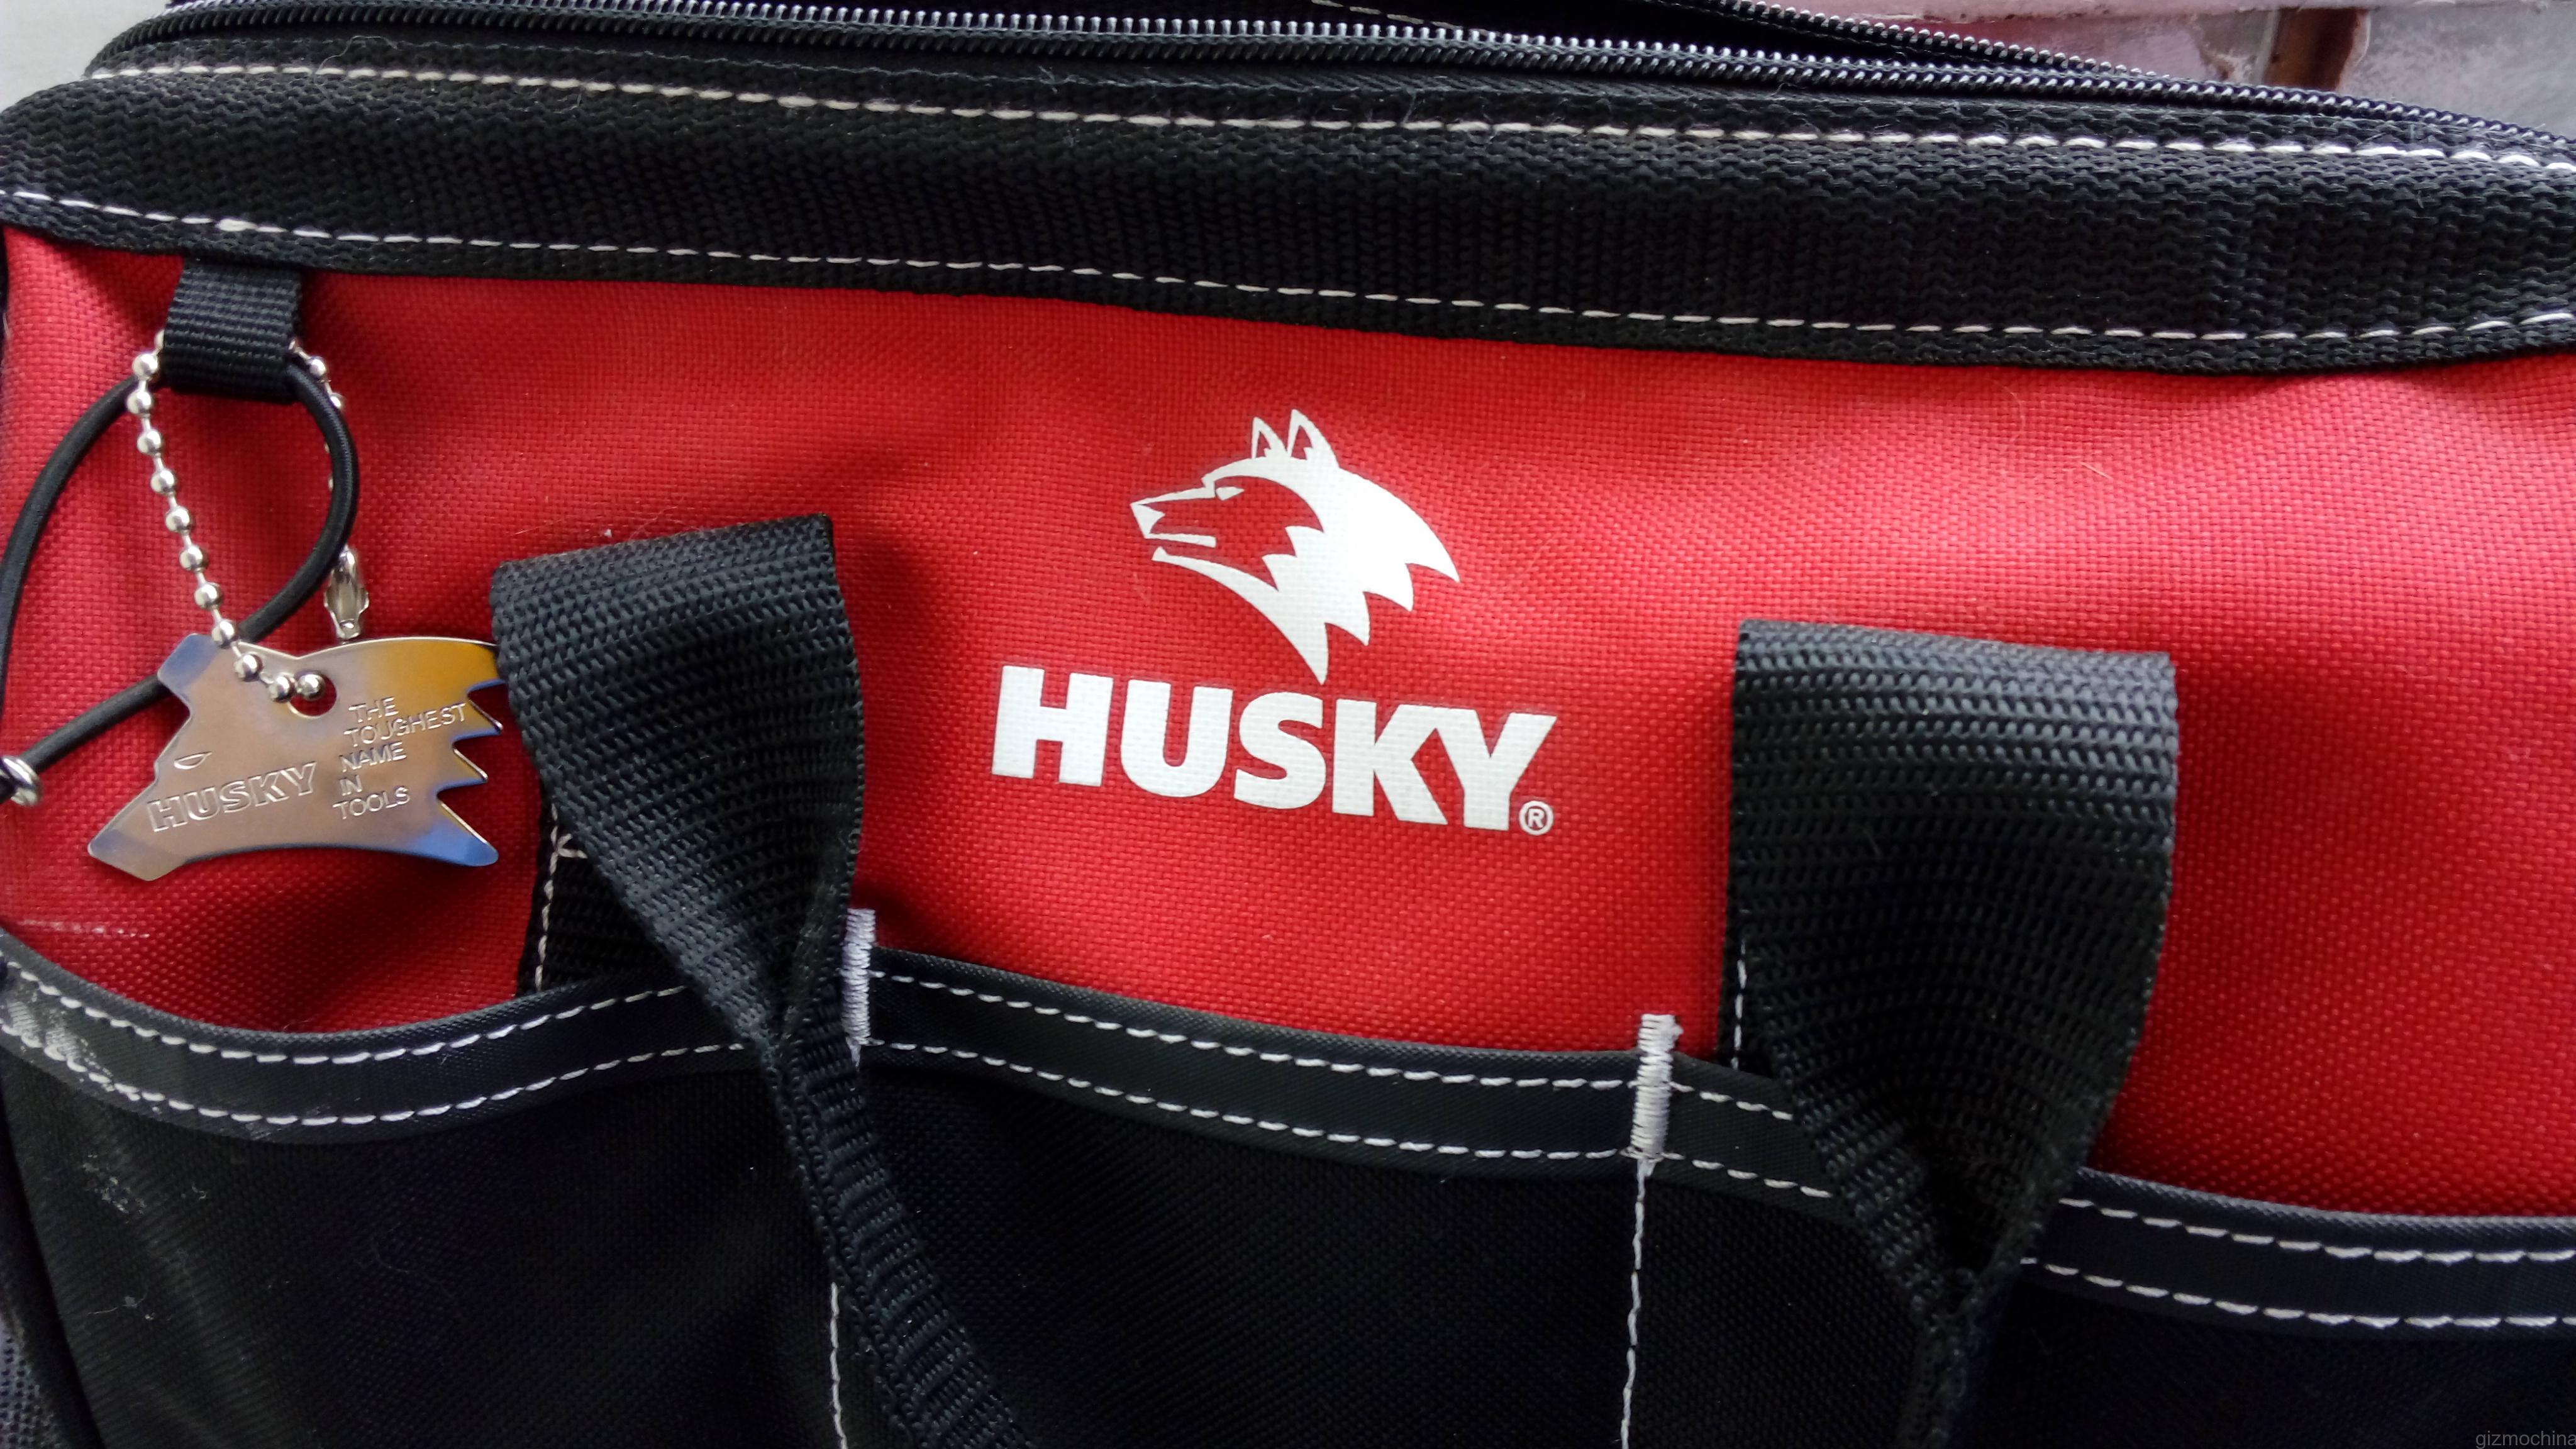 HUSKY®
HUSKY
THE
TOUGHEST
NAME
IN
TOOLS
gizmochina